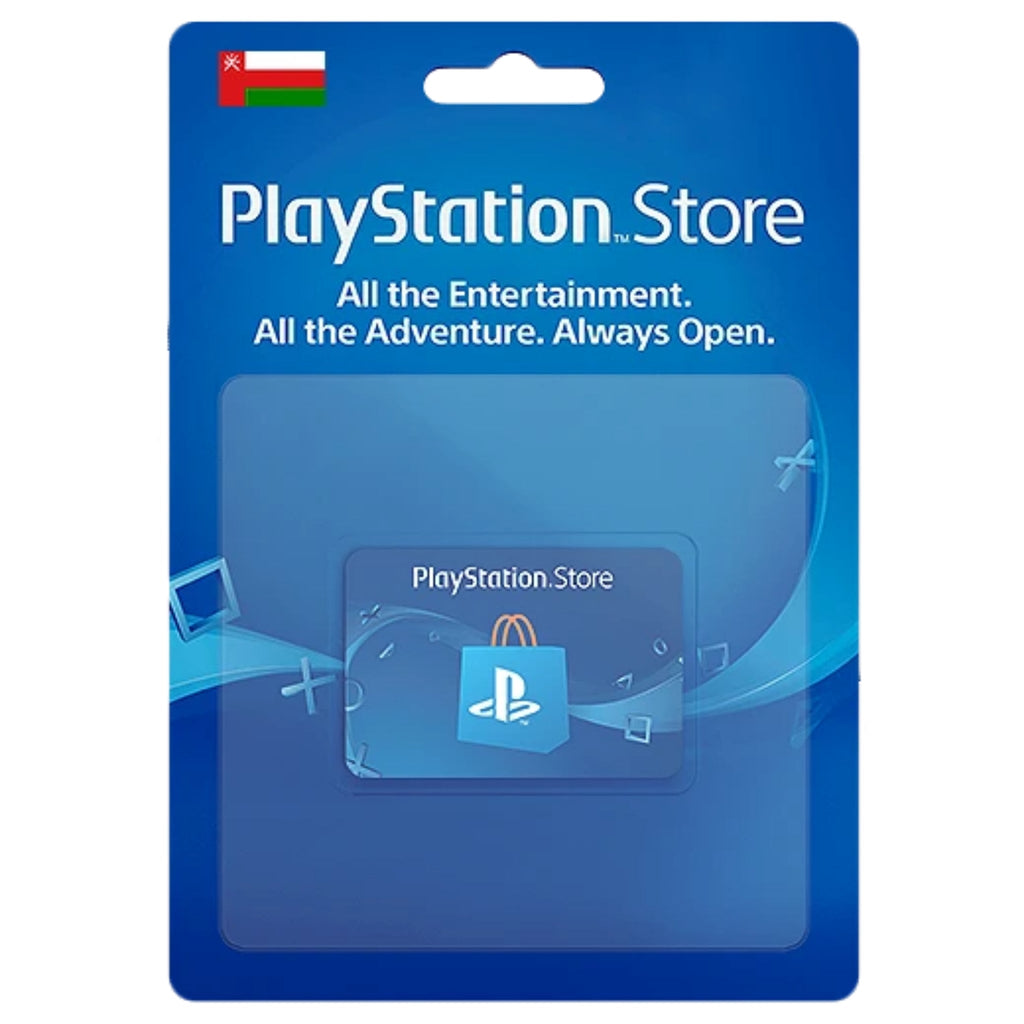 PlayStation™Store
All the Entertainment.
All the Adventure. Always Open.
PlayStation.Store